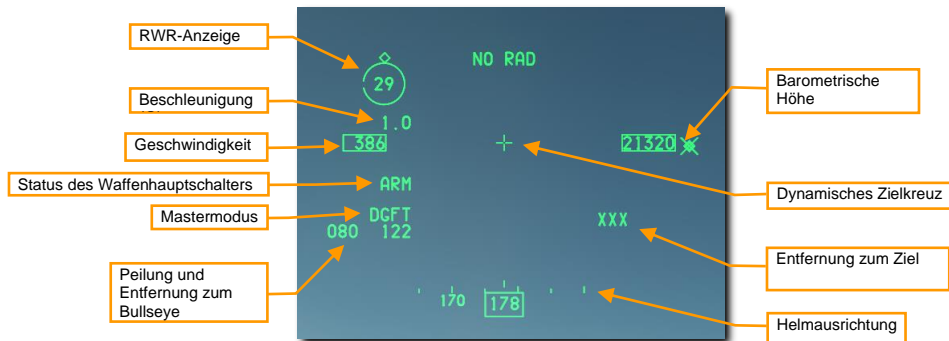 RWR-Anzeige
Beschleunigung
Geschwindigkeit
Status des Waffenhauptschalters
Mastermodus
Peilung und
Entfernung zum
Bullseye
NO RAD
29
1.0
386
21320
ARM
DGFT
080 122
XXX
170 178
Barometrische
Höhe
Dynamisches Zielkreuz
Entfernung zum Ziel
Helmausrichtung